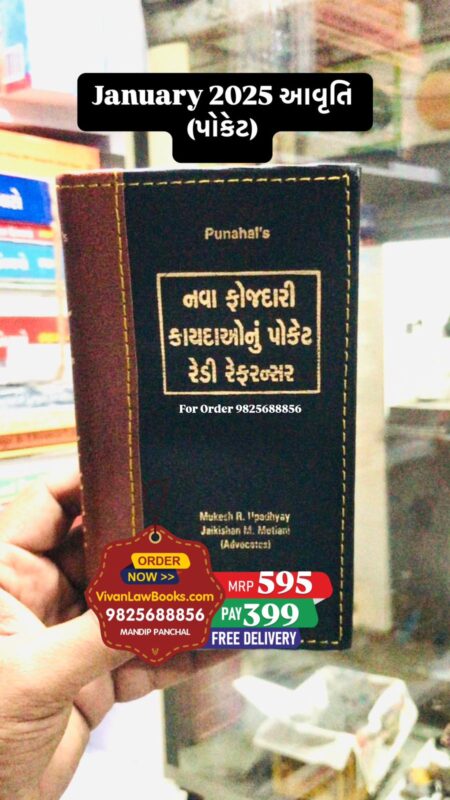 January 2025 આવૃતિ
(પોકેટ)
Punahal's
નવા ફોજદારી
કાયદાઓનું પોકેટ
રેડી રેફરન્સર
For Order 9825688856
Mukesh R. Upadhyay
Jaikishan M. Motiani
(Advocates)
ORDER
NOW >>
VivanLawBooks.com
9825688856
MANDIP PANCHAL
MRP 595
PAY 399
FREE DELIVERY